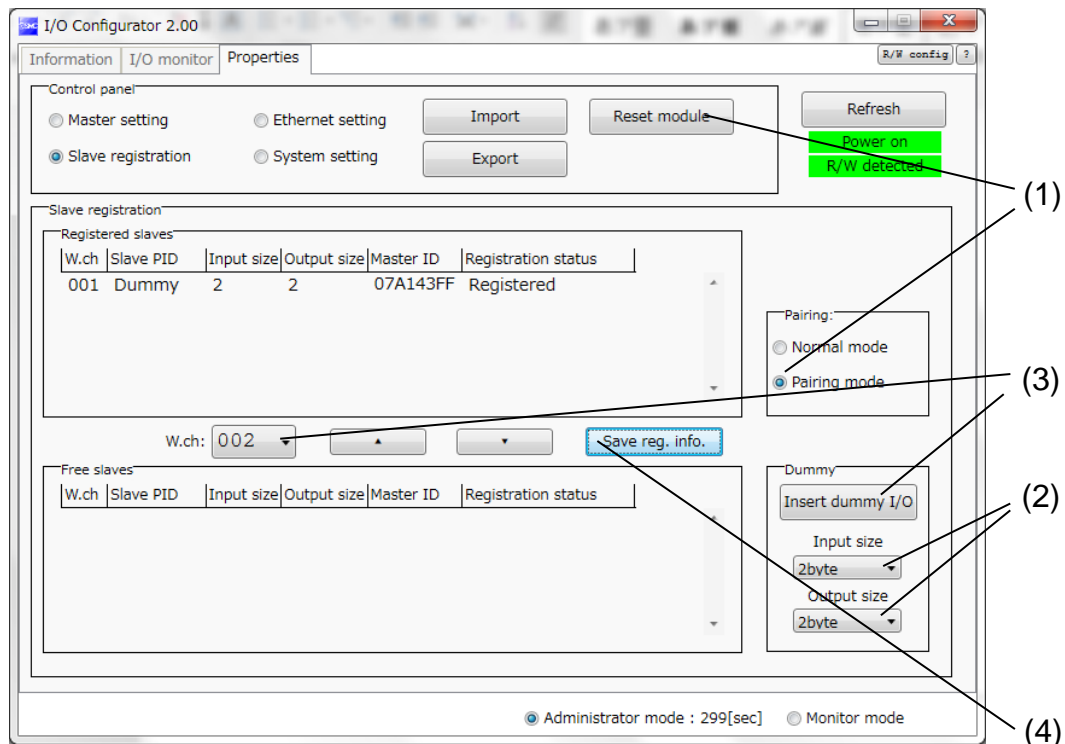 I/O Configurator 2.00
Information I/O monitor Properties R/W config ?
Control panel
Master setting Ethernet setting Import Reset module Refresh
Power on
Slave registration System setting Export R/W detected
(1)
Slave registration
Registered slaves
W.ch Slave PID Input size Output size Master ID Registration status
001 Dummy 2 2 07A143FF Registered
Pairing:
Normal mode
Pairing mode (3)
W.ch: 002 Save reg. info.
Free slaves Dummy
W.ch Slave PID Input size Output size Master ID Registration status
Insert dummy I/O (2)
Input size
2byte
Output size
2byte
Administrator mode : 299[sec] Monitor mode
(4)